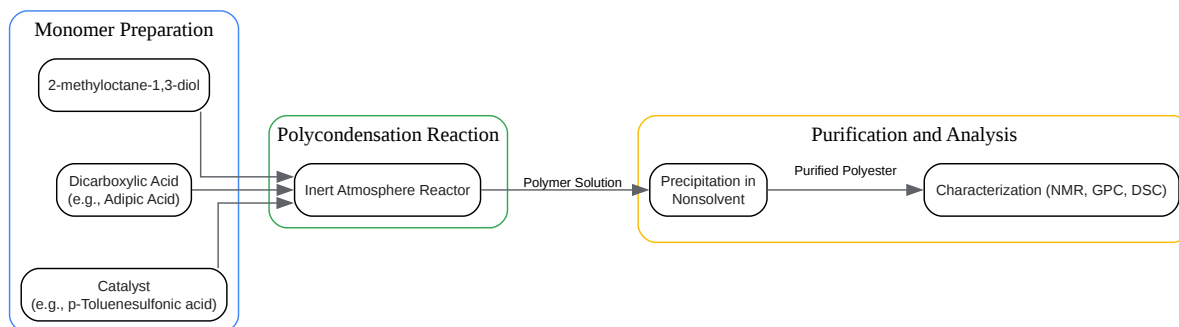 Monomer Preparation
2-methyloctane-1,3-diol
Dicarboxylic Acid
(e.g., Adipic Acid)
Catalyst
(e.g., p-Toluenesulfonic acid)
Polycondensation Reaction
Inert Atmosphere Reactor
Polymer Solution
Purification and Analysis
Precipitation in
Nonsolvent
Purified Polyester
Characterization (NMR, GPC, DSC)